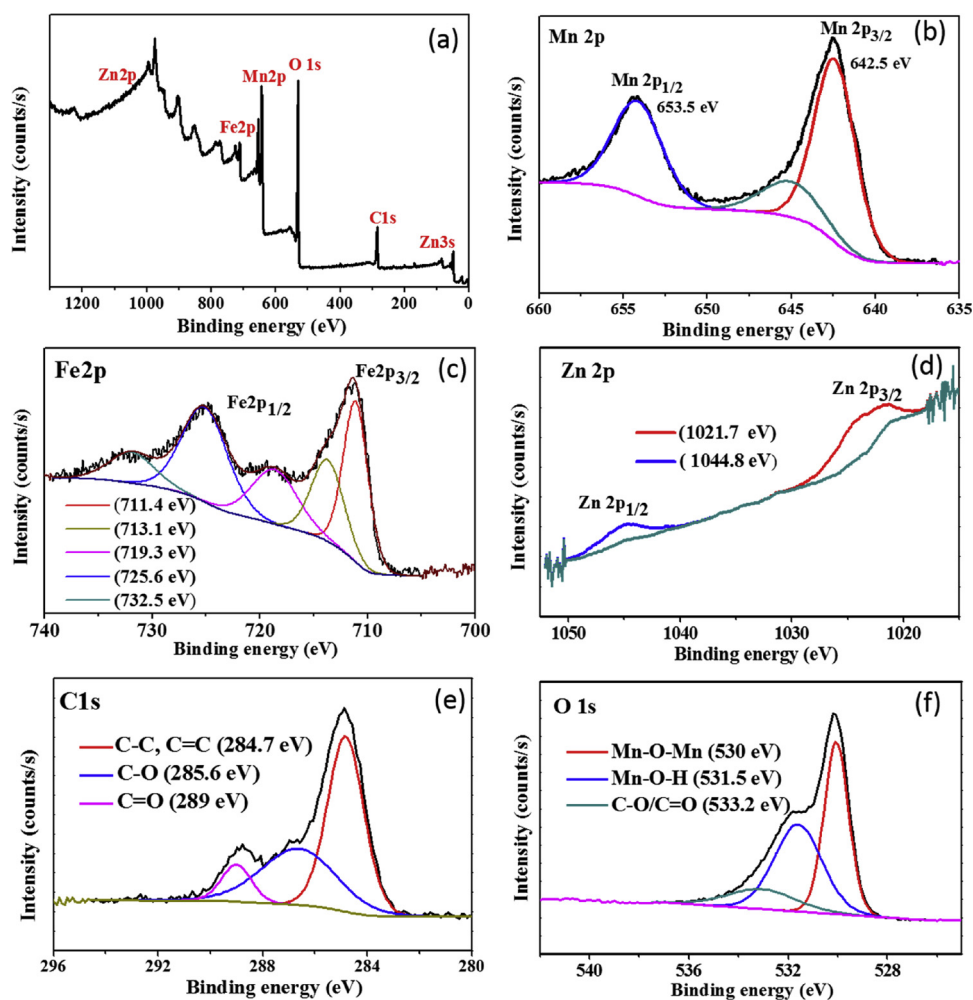 (a)
Zn2p
Fe2p
Mn2p
O 1s
C1s
Zn3s
Intensity (counts/s)
1200 1000 800 600 400 200 0
Binding energy (eV)
(b)
Mn 2p
Mn 2p3/2
642.5 eV
Mn 2p1/2
653.5 eV
Intensity (counts/s)
660 650 645 640 635
Binding energy (eV)
(c)
Fe2p
Fe2p3/2
Fe2p1/2
(711.4 eV)
(713.1 eV)
(719.3 eV)
(725.6 eV)
(732.5 eV)
Intensity (counts/s)
740 730 720 710 700
Binding energy (eV)
(d)
Zn 2p
Zn 2p3/2
(1021.7 eV)
( 1044.8 eV)
Zn 2p1/2
Intensity (counts/s)
1050 1040 1030 1020
Binding energy (eV)
(e)
C1s
C-C, C=C (284.7 eV)
C-O (285.6 eV)
C=O (289 eV)
Intensity (counts/s)
296 292 288 284 280
Binding energy (eV)
(f)
O 1s
Mn-O-Mn (530 eV)
Mn-O-H (531.5 eV)
C-O/C=O (533.2 eV)
Intensity (counts/s)
540 536 532 528
Binding energy (eV)